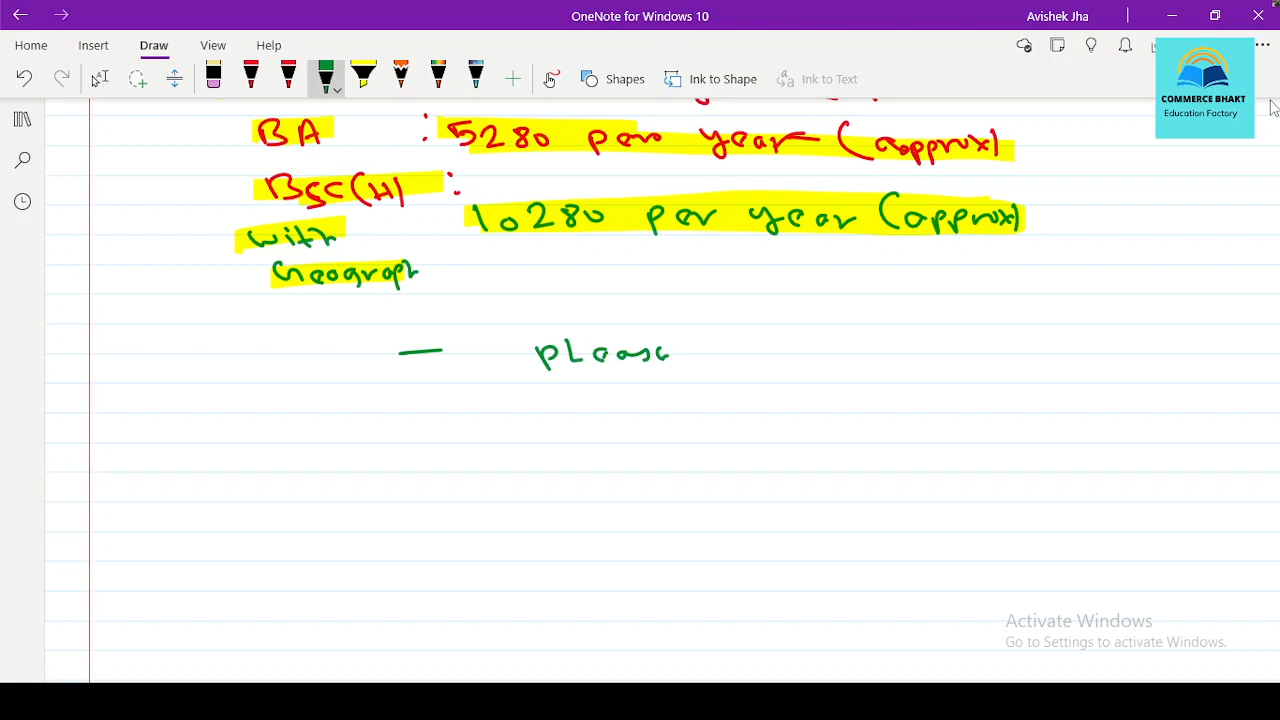 OneNote for Windows 10
Avishek Jha
Home Insert Draw View Help
Shapes Ink to Shape Ink to Text
COMMERCE BHAKT
Education Factory
BA : 5280 per year (approx)
BSC(H) :
10280 per year (approx)
with
Geograph
— please
Activate Windows
Go to Settings to activate Windows.